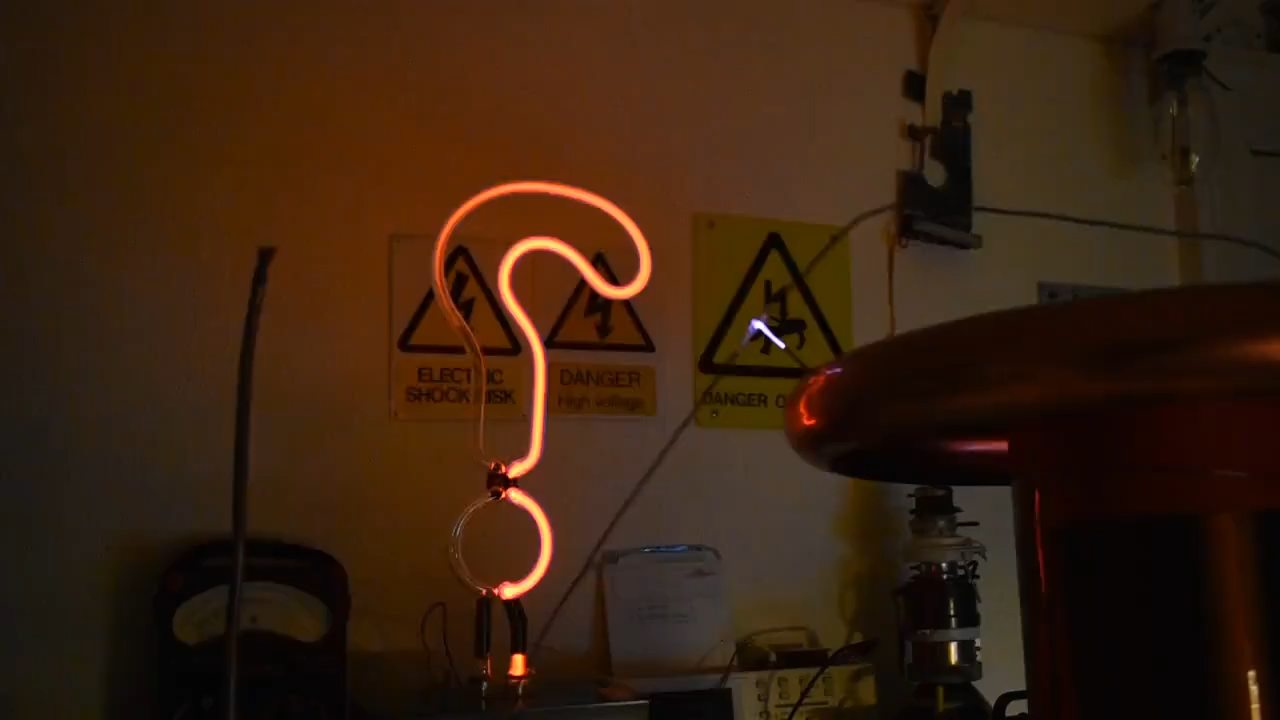 ELECTRIC
SHOCK RISK
DANGER
High voltage
DANGER O